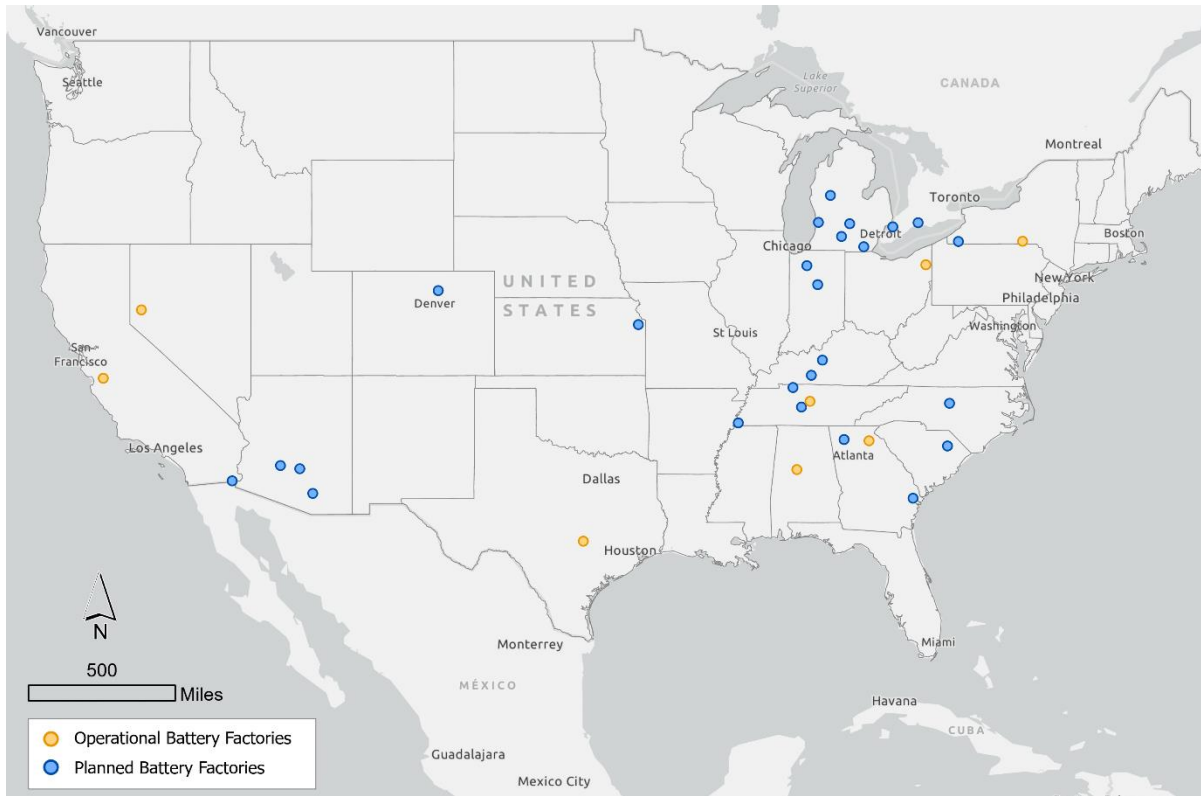 Vancouver
Seattle
Lake
Superior
CANADA
Montreal
Toronto
Boston
Detroit
Chicago
New York
Philadelphia
Washington
UNITED
STATES
Denver
St Louis
San
Francisco
Los Angeles
Atlanta
Dallas
Houston
Miami
Monterrey
MÉXICO
Havana
CUBA
Guadalajara
Mexico City
N
500
Miles
Operational Battery Factories
Planned Battery Factories